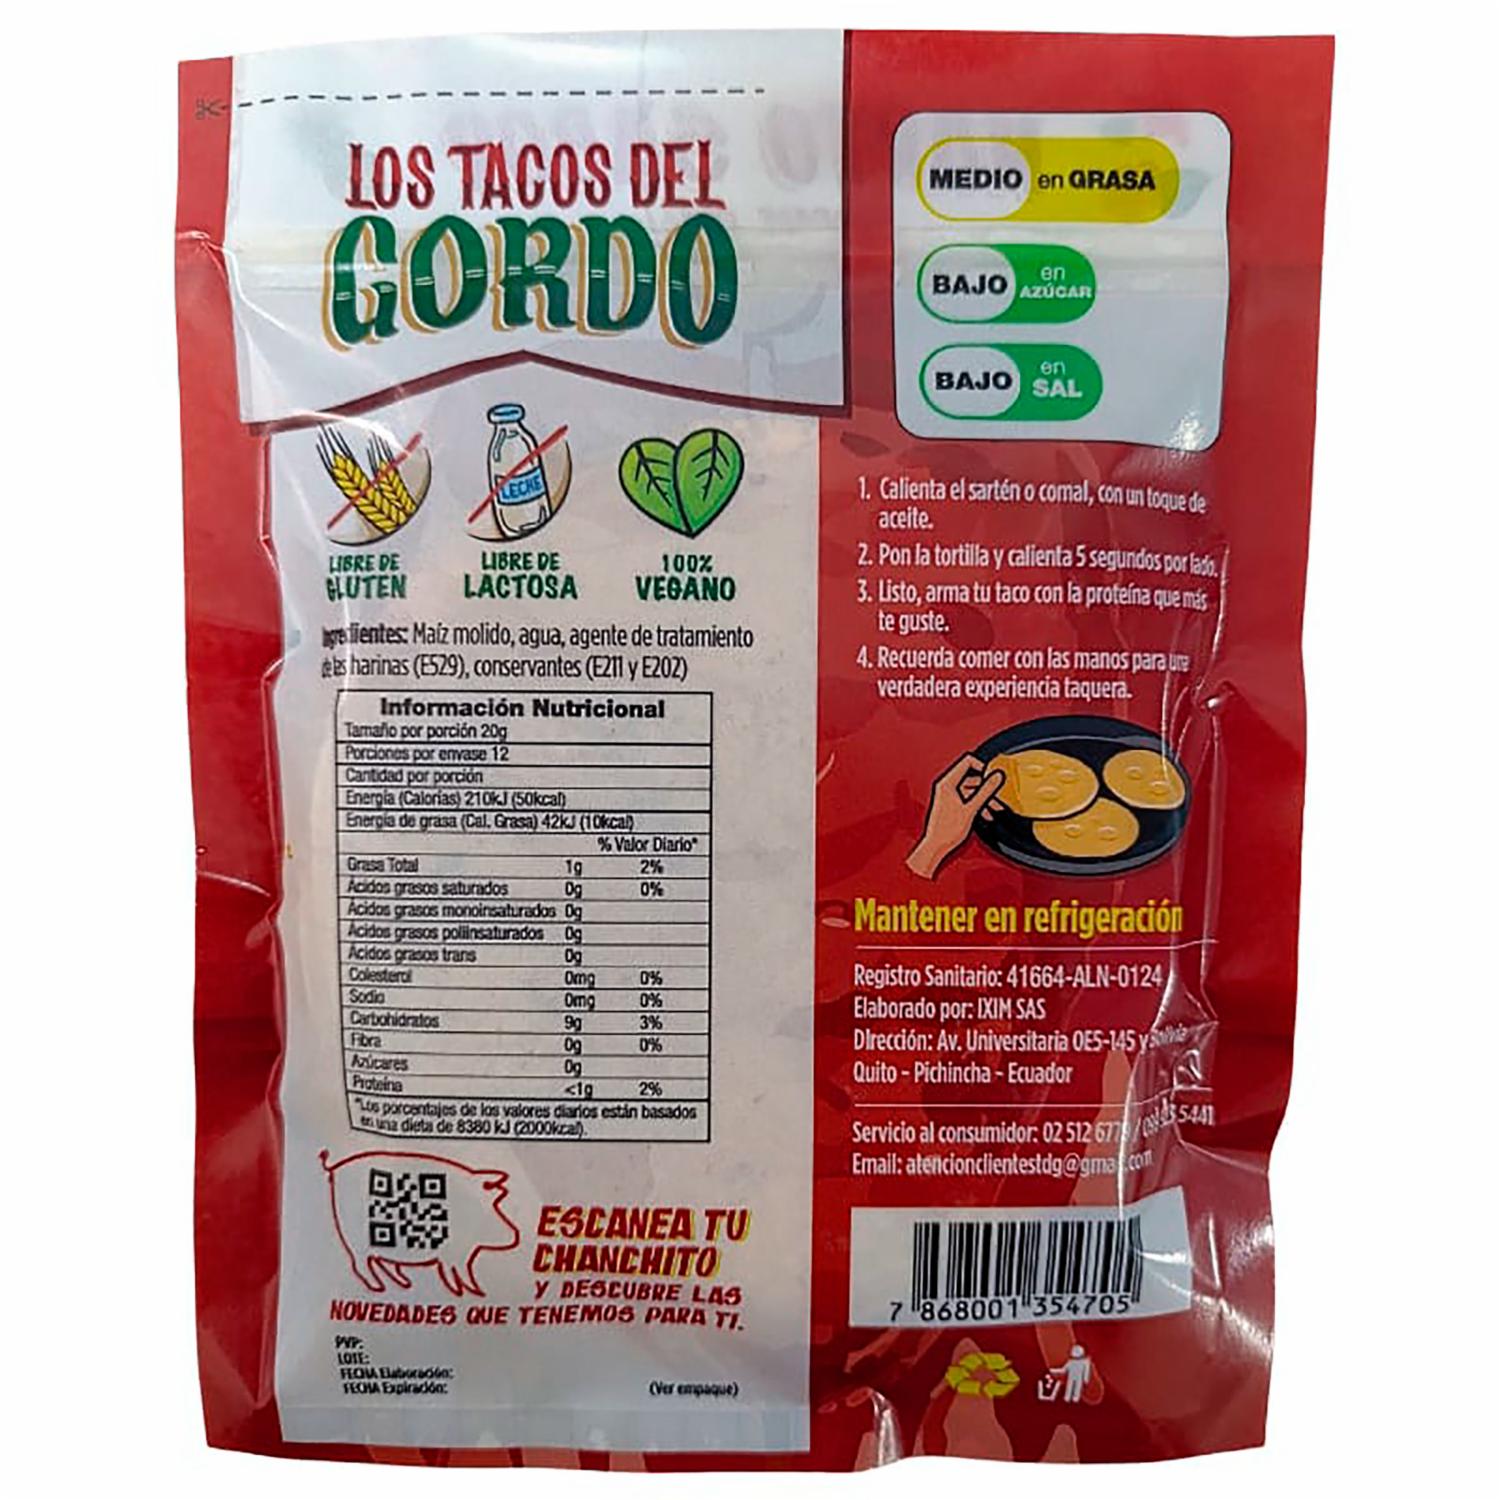 LOS TACOS DEL
GORDO
LIBRE DE
GLUTEN
LECHE
LIBRE DE
LACTOSA
100%
VEGANO
Ingredientes: Maíz molido, agua, agente de tratamiento
de las harinas (E529), conservantes (E211 y E202)
Información Nutricional
Tamaño por porción 20g
Porciones por envase 12
Cantidad por porción
Energía (Calorías) 210kJ (50kcal)
Energía de grasa (Cal. Grasa) 42kJ (10kcal)
% Valor Diario*
Grasa Total 1g 2%
Ácidos grasos saturados 0g 0%
Ácidos grasos monoinsaturados 0g
Ácidos grasos poliinsaturados 0g
Ácidos grasos trans 0g
Colesterol 0mg 0%
Sodio 0mg 0%
Carbohidratos 9g 3%
Fibra 0g 0%
Azúcares 0g
Proteína <1g 2%
*Los porcentajes de los valores diarios están basados
en una dieta de 8380 kJ (2000kcal).
ESCANEA TU
CHANCHITO
Y DESCUBRE LAS
NOVEDADES QUE TENEMOS PARA TI.
PVP:
LOTE:
FECHA Elaboración:
FECHA Expiración:
(Ver empaque)
MEDIO en GRASA
BAJO en AZÚCAR
BAJO en SAL
1. Calienta el sartén o comal, con un toque de
aceite.
2. Pon la tortilla y calienta 5 segundos por lado.
3. Listo, arma tu taco con la proteína que más
te guste.
4. Recuerda comer con las manos para una
verdadera experiencia taquera.
Mantener en refrigeración
Registro Sanitario: 41664-ALN-0124
Elaborado por: IXIM SAS
Dirección: Av. Universitaria OE5-145 y Bolivia
Quito - Pichincha - Ecuador
Servicio al consumidor: 02 512 677
Email: atencionclientestdg@gmail.com
7 868001 354705